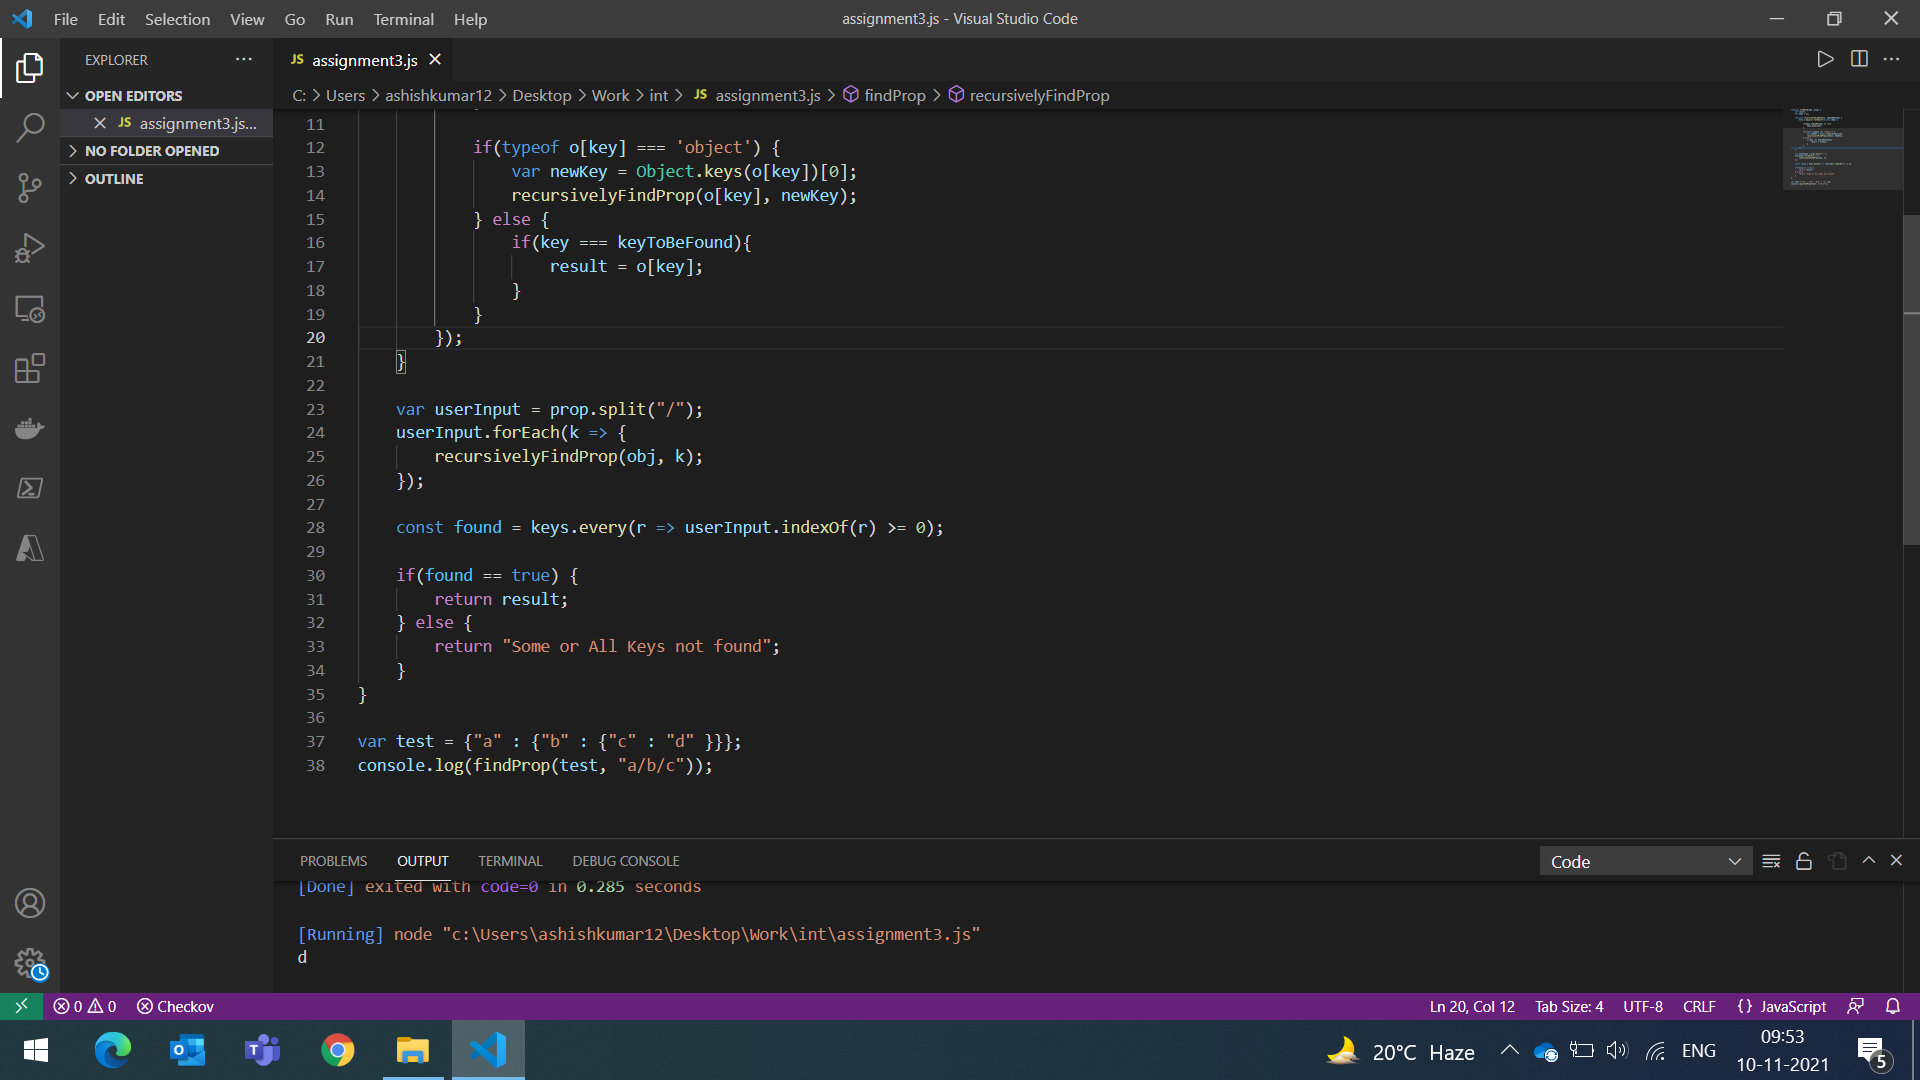 File Edit Selection View Go Run Terminal Help
assignment3.js - Visual Studio Code
EXPLORER
OPEN EDITORS
JS assignment3.js...
NO FOLDER OPENED
OUTLINE
JS assignment3.js
C: > Users > ashishkumar12 > Desktop > Work > int > JS assignment3.js > findProp > recursivelyFindProp
11
12 if(typeof o[key] === 'object') {
13 var newKey = Object.keys(o[key])[0];
14 recursivelyFindProp(o[key], newKey);
15 } else {
16 if(key === keyToBeFound){
17 result = o[key];
18 }
19 }
20 });
21 }
22
23 var userInput = prop.split("/");
24 userInput.forEach(k => {
25 recursivelyFindProp(obj, k);
26 });
27
28 const found = keys.every(r => userInput.indexOf(r) >= 0);
29
30 if(found == true) {
31 return result;
32 } else {
33 return "Some or All Keys not found";
34 }
35 }
36
37 var test = {"a" : {"b" : {"c" : "d" }}};
38 console.log(findProp(test, "a/b/c"));
PROBLEMS OUTPUT TERMINAL DEBUG CONSOLE
Code
[Done] exited with code=0 in 0.285 seconds
[Running] node "c:\Users\ashishkumar12\Desktop\Work\int\assignment3.js"
d
0 0 Checkov
Ln 20, Col 12 Tab Size: 4 UTF-8 CRLF {} JavaScript
20°C Haze
ENG
09:53
10-11-2021
5